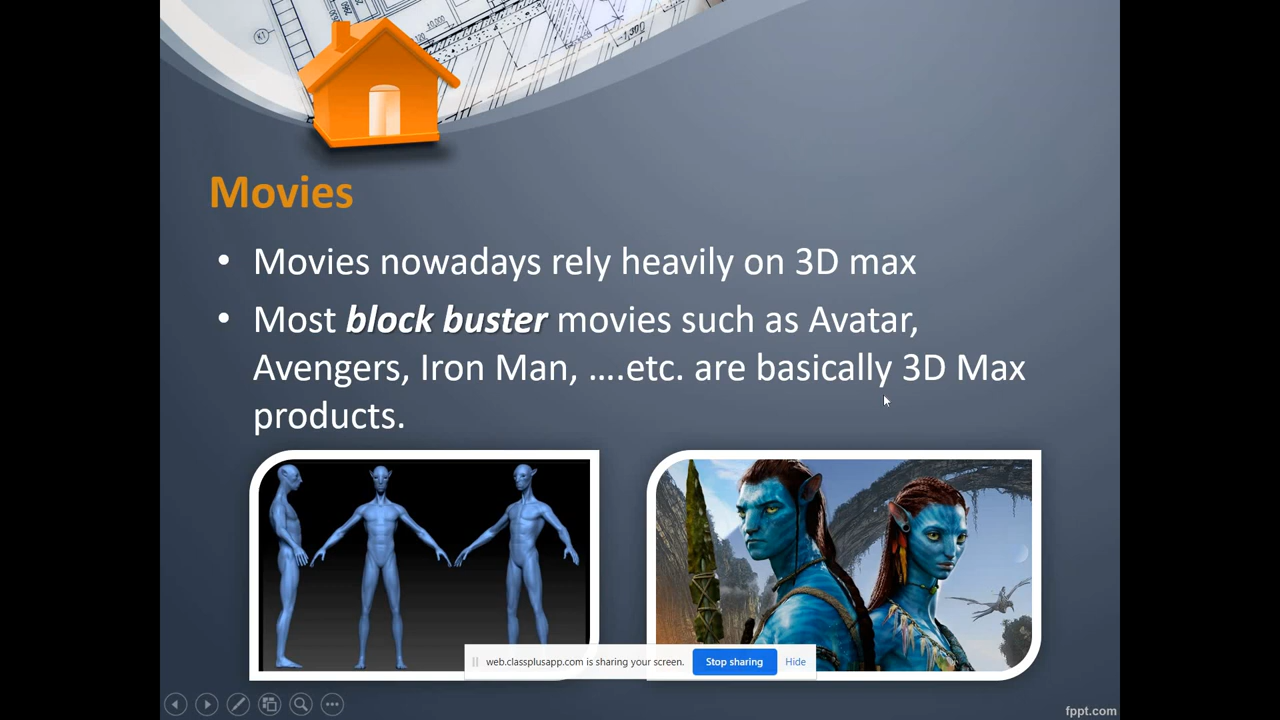 Movies
• Movies nowadays rely heavily on 3D max
• Most block buster movies such as Avatar,
Avengers, Iron Man, ….etc. are basically 3D Max
products.
web.classplusapp.com is sharing your screen. Stop sharing Hide
fppt.com